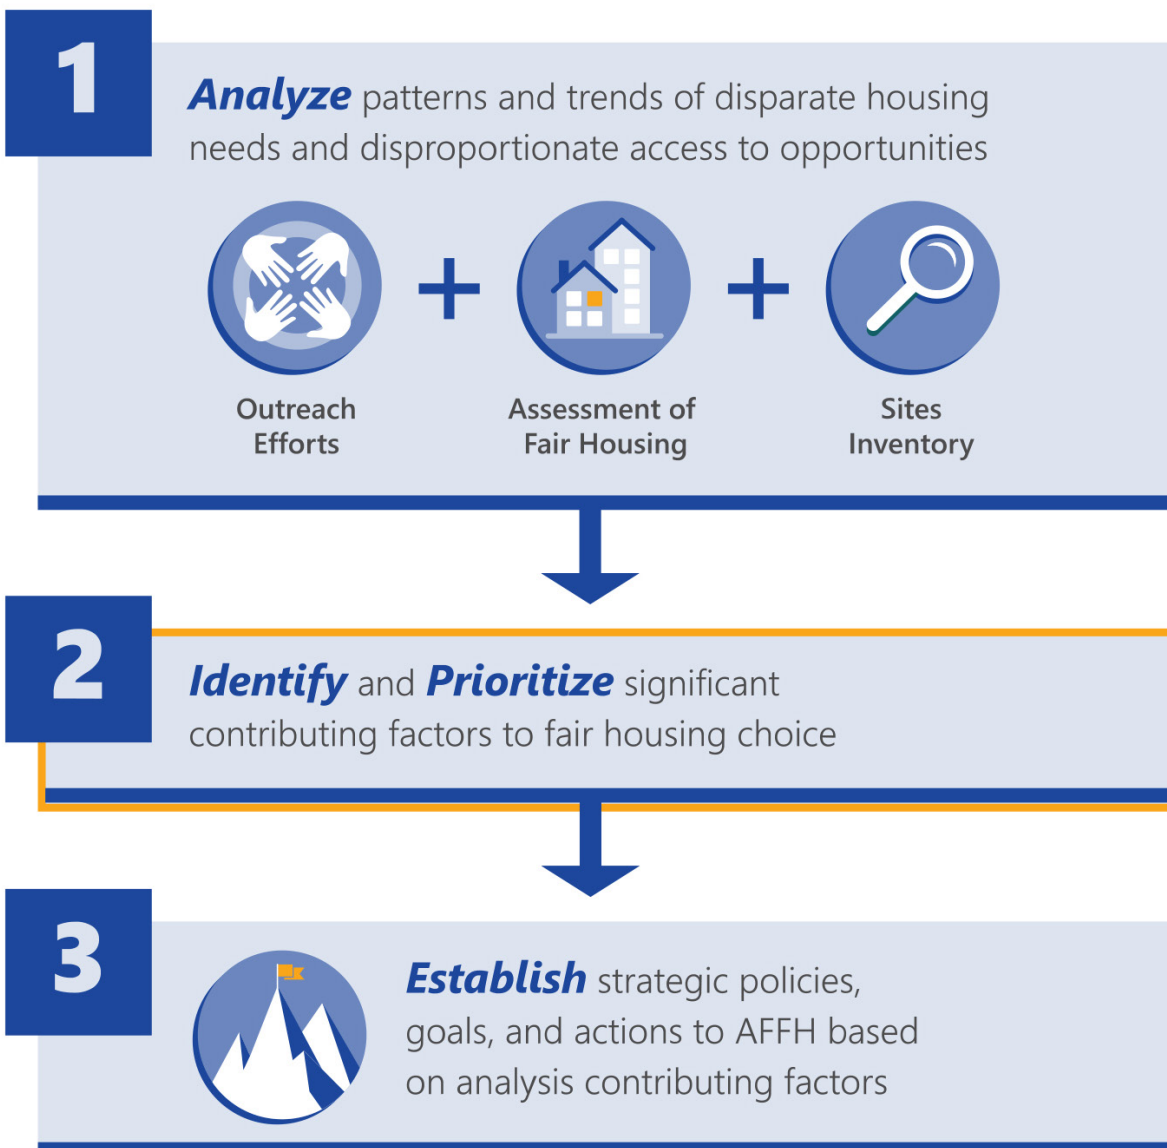 1
Analyze patterns and trends of disparate housing
needs and disproportionate access to opportunities
Outreach
Efforts
Assessment of
Fair Housing
Sites
Inventory
2
Identify and Prioritize significant
contributing factors to fair housing choice
3
Establish strategic policies,
goals, and actions to AFFH based
on analysis contributing factors